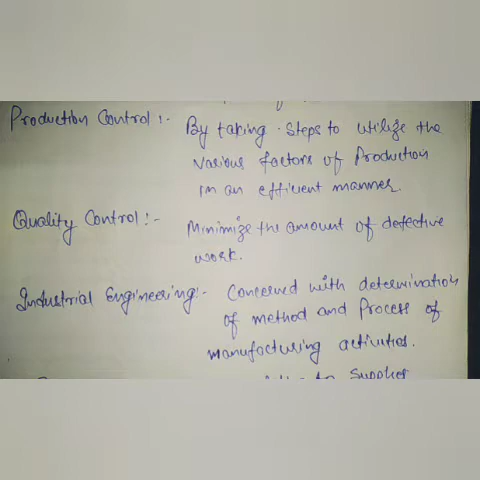 Production Control:- By taking steps to utilize the
various factors of Production
in an efficient manner.
Quality Control:- Minimize the amount of defective
work.
Industrial Engineering:- Concerned with determination
of method and Process of
manufacturing activities.